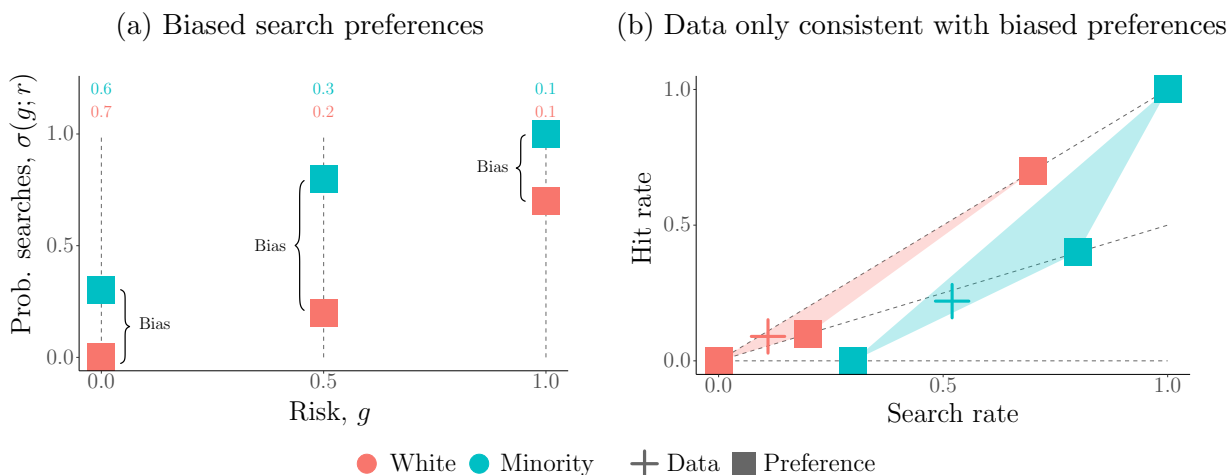 (a) Biased search preferences
0.6 0.3 0.1
0.7 0.2 0.1
Prob. searches, σ(g; r)
1.0
0.5
0.0
Bias
Bias
Bias
0.0 0.5 1.0
Risk, g
(b) Data only consistent with biased preferences
Hit rate
1.0
0.5
0.0
0.0 0.5 1.0
Search rate
White Minority Data Preference